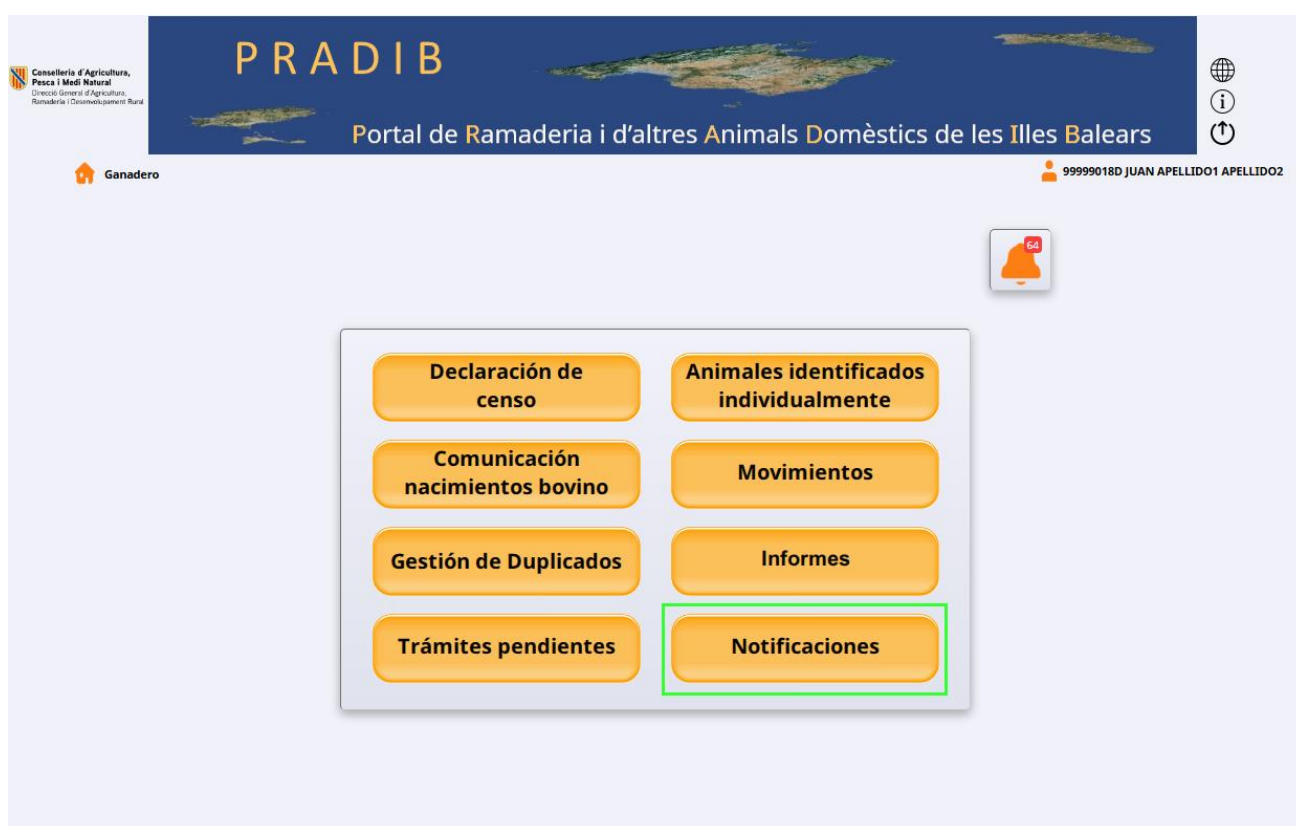 Conselleria d'Agricultura,
Pesca i Medi Natural
Direcció General d'Agricultura,
Ramaderia i Desenvolupament Rural
PRADIB
Portal de Ramaderia i d'altres Animals Domèstics de les Illes Balears
i
Ganadero
99999018D JUAN APELLIDO1 APELLIDO2
64
Declaración de
censo
Animales identificados
individualmente
Comunicación
nacimientos bovino
Movimientos
Gestión de Duplicados
Informes
Trámites pendientes
Notificaciones